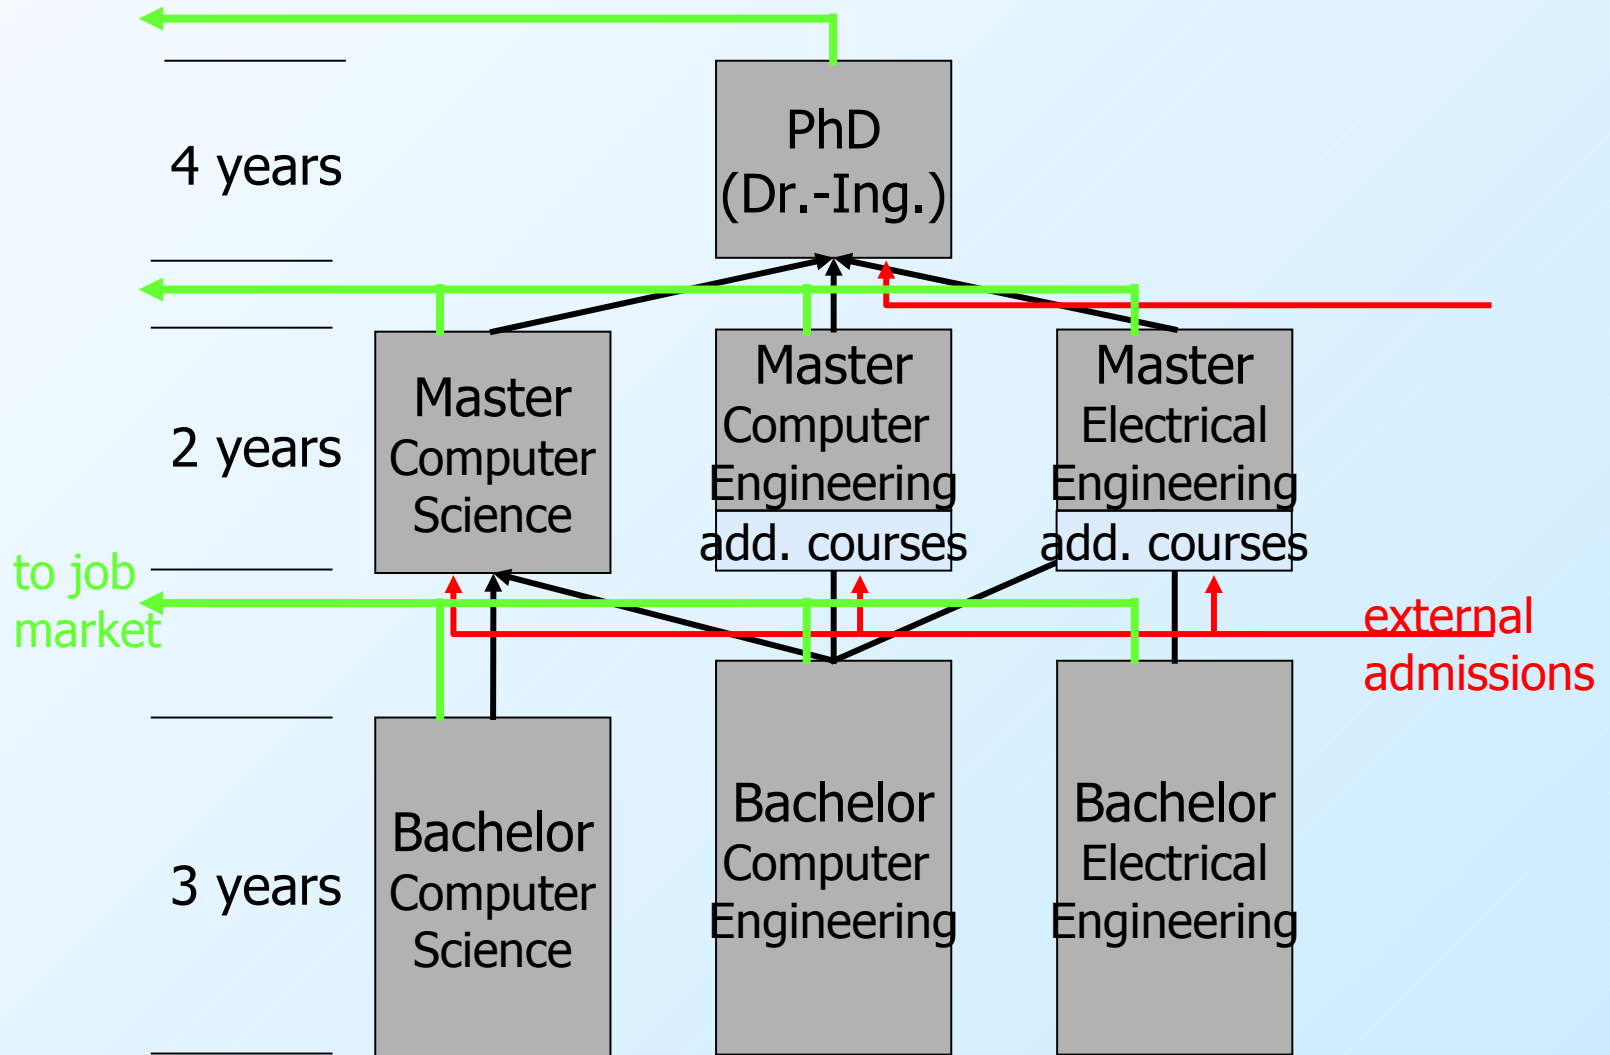 4 years
PhD
(Dr.-Ing.)
2 years
Master
Computer
Science
Master
Computer
Engineering
add. courses
Master
Electrical
Engineering
add. courses
to job
market
external
admissions
3 years
Bachelor
Computer
Science
Bachelor
Computer
Engineering
Bachelor
Electrical
Engineering